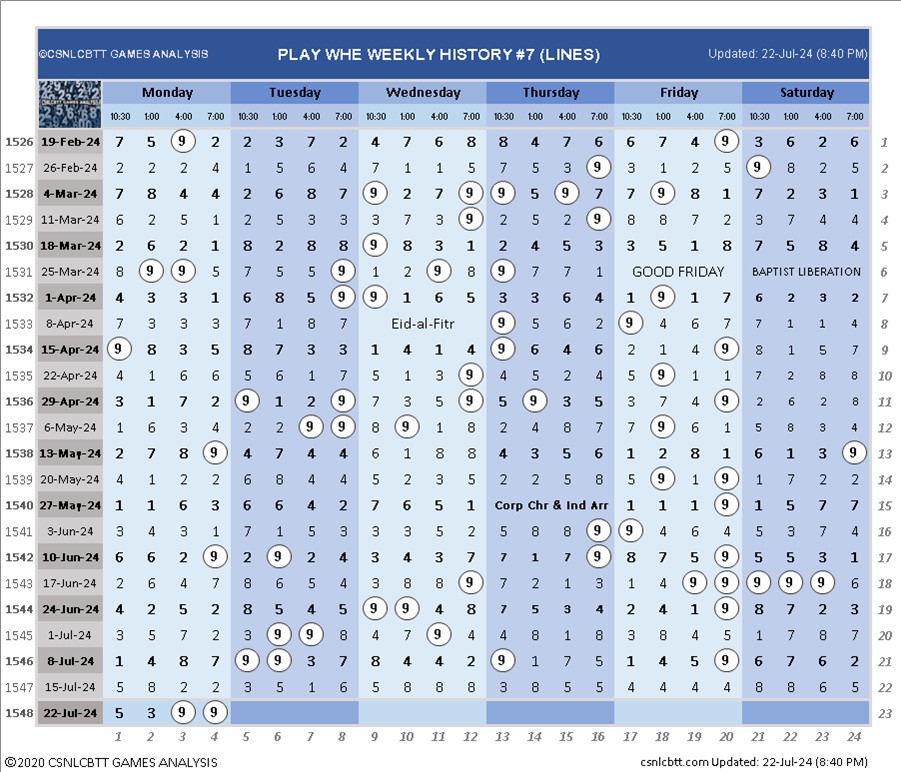 ©CSNLCBTT GAMES ANALYSIS PLAY WHE WEEKLY HISTORY #7 (LINES) Updated: 22-Jul-24 (8:40 PM)
Monday Tuesday Wednesday Thursday Friday Saturday
10:30 1:00 4:00 7:00 10:30 1:00 4:00 7:00 10:30 1:00 4:00 7:00 10:30 1:00 4:00 7:00 10:30 1:00 4:00 7:00 10:30 1:00 4:00 7:00
1526 19-Feb-24 7 5 9 2 2 3 7 2 4 7 6 8 8 4 7 6 6 7 4 9 3 6 2 6 1
1527 26-Feb-24 2 2 2 4 1 5 6 4 7 1 1 5 7 5 3 9 3 1 2 5 9 8 2 5 2
1528 4-Mar-24 7 8 4 4 2 6 8 7 9 2 7 9 9 5 9 7 7 9 8 1 7 2 3 1 3
1529 11-Mar-24 6 2 5 1 2 5 3 3 3 7 3 9 2 5 2 9 8 8 7 2 3 7 4 4 4
1530 18-Mar-24 2 6 2 1 8 2 8 8 9 8 3 1 2 4 5 3 3 5 1 8 7 5 8 4 5
1531 25-Mar-24 8 9 9 5 7 5 5 9 1 2 9 8 9 7 7 1 GOOD FRIDAY BAPTIST LIBERATION 6
1532 1-Apr-24 4 3 3 1 6 8 5 9 9 1 6 5 3 3 6 4 1 9 1 7 6 2 3 2 7
1533 8-Apr-24 7 3 3 3 7 1 8 7 Eid-al-Fitr 9 5 6 2 9 4 6 7 7 1 1 4 8
1534 15-Apr-24 9 8 3 5 8 7 3 3 1 4 1 4 9 6 4 6 2 1 4 9 8 1 5 7 9
1535 22-Apr-24 4 1 6 6 5 6 1 7 5 1 3 9 4 5 2 4 5 9 1 1 7 2 8 8 10
1536 29-Apr-24 3 1 7 2 9 1 2 9 7 3 5 9 5 9 3 5 3 7 4 9 2 6 2 8 11
1537 6-May-24 1 6 3 4 2 2 9 9 8 9 1 8 2 4 8 7 7 9 6 1 5 8 3 4 12
1538 13-May-24 2 7 8 9 4 7 4 4 6 1 8 8 4 3 5 6 1 2 8 1 6 1 3 9 13
1539 20-May-24 4 1 2 2 6 8 4 4 2 3 5 3 2 2 5 8 5 9 1 9 1 7 2 2 14
1540 27-May-24 1 1 6 3 6 6 4 2 7 6 5 1 Corp Chr & Ind Arr 1 1 1 9 1 5 7 7 15
1541 3-Jun-24 3 4 3 1 7 1 5 3 3 3 5 2 5 8 8 9 9 4 6 4 5 3 7 4 16
1542 10-Jun-24 6 6 2 9 2 9 2 4 3 4 3 7 7 1 7 9 8 7 5 9 5 5 3 1 17
1543 17-Jun-24 2 6 4 7 8 6 5 4 3 8 8 9 7 2 1 3 1 4 9 9 9 9 9 6 18
1544 24-Jun-24 4 2 5 2 8 5 4 5 9 9 4 8 7 5 3 4 2 4 1 9 8 7 2 3 19
1545 1-Jul-24 3 5 7 2 3 9 9 8 4 7 9 4 4 8 1 8 3 8 4 5 1 7 8 7 20
1546 8-Jul-24 1 4 8 7 9 9 3 7 8 4 4 2 9 1 7 5 1 4 5 9 6 7 6 2 21
1547 15-Jul-24 5 8 2 2 3 5 1 6 5 8 8 8 3 8 5 5 4 4 4 4 8 8 6 5 22
1548 22-Jul-24 5 3 9 9 23
1 2 3 4 5 6 7 8 9 10 11 12 13 14 15 16 17 18 19 20 21 22 23 24
©2020 CSNLCBTT GAMES ANALYSIS csnlcbtt.com Updated: 22-Jul-24 (8:40 PM)